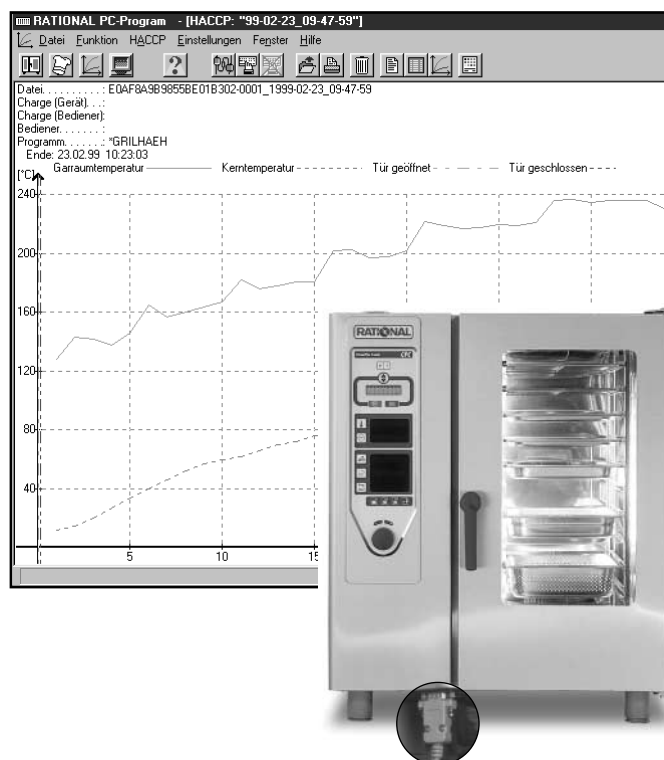 RATIONAL PC-Program - [HACCP: "99-02-23_09-47-59"]
Datei Funktion HACCP Einstellungen Fenster Hilfe
?
Datei. . . . . . . . . . : E0AF8A9B9855BE01B302-0001_1999-02-23_09-47-59
Charge (Gerät). . .:
Charge (Bediener):
Bediener. . . . . . . :
Programm. . . . . : *GRILHAEH
Ende: 23.02.99 10:23:03
Garraumtemperatur Kerntemperatur Tür geöffnet Tür geschlossen
[°C]
240
200
160
120
80
40
5 10 15
RATIONAL
CPC